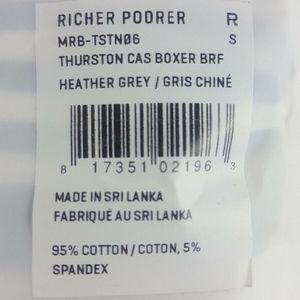 RICHER POORER R
MRB-TSTN06 S
THURSTON CAS BOXER BRF
HEATHER GREY / GRIS CHINÉ
8 17351 02196 3
MADE IN SRI LANKA
FABRIQUÉ AU SRI LANKA
95% COTTON / COTON, 5%
SPANDEX